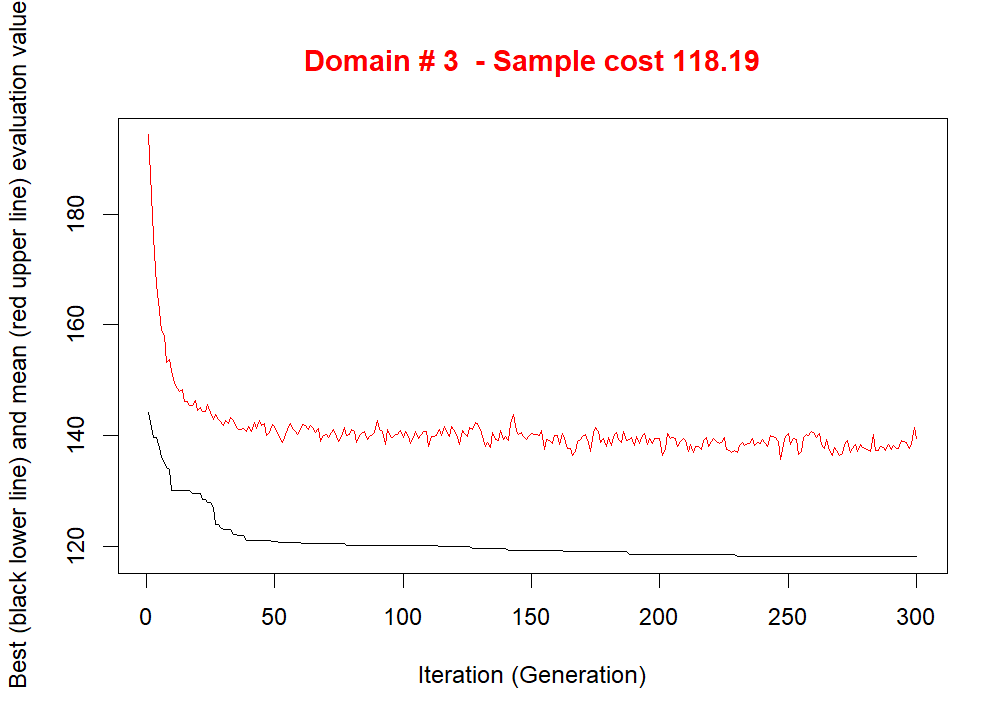 Domain # 3  - Sample cost 118.19
Best (black lower line) and mean (red upper line) evaluation value
180
160
140
120
0 50 100 150 200 250 300
Iteration (Generation)